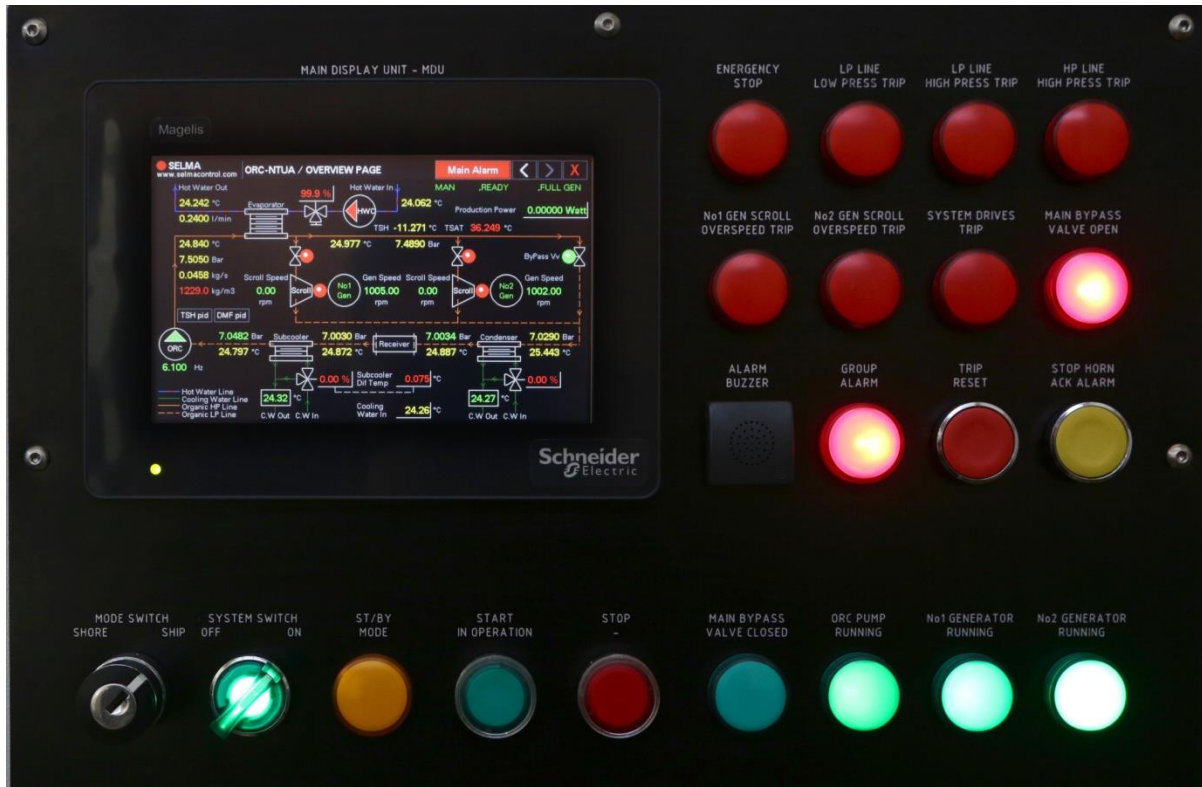 MAIN DISPLAY UNIT - MDU
Magelis
SELMA
www.selmacontrol.com
ORC-NTUA / OVERVIEW PAGE
Main Alarm
<
>
X
Hot Water Out
Hot Water In
MAN
,READY
,FULL GEN
24.242 °C
Evaporator
99.9 %
HWC
24.062 °C
0.2400 l/min
Production Power
0.00000 Watt
TSH -11.271 °C
TSAT 36.249 °C
24.840 °C
24.977 °C
7.4890 Bar
7.5050 Bar
ByPass Vv
0.0458 kg/s
1229.0 kg/m3
Scroll Speed
0.00
rpm
Scroll
No1
Gen
Gen Speed
1005.00
rpm
Scroll Speed
0.00
rpm
Scroll
No2
Gen
Gen Speed
1002.00
rpm
TSH pid
DMF pid
ORC
6.100 Hz
7.0482 Bar
Subcooler
7.0030 Bar
Receiver
7.0034 Bar
Condenser
7.0290 Bar
24.797 °C
24.872 °C
24.887 °C
25.443 °C
0.00 %
Subcooler
Dif Temp
0.075 °C
0.00 %
24.32 °C
24.27 °C
Hot Water Line
Cooling Water Line
Organic HP Line
Organic LP Line
C.W Out
C.W In
Cooling
Water In
24.26 °C
C.W Out
C.W In
Schneider
Electric
ENERGENCY
STOP
LP LINE
LOW PRESS TRIP
LP LINE
HIGH PRESS TRIP
HP LINE
HIGH PRESS TRIP
No1 GEN SCROLL
OVERSPEED TRIP
No2 GEN SCROLL
OVERSPEED TRIP
SYSTEM DRIVES
TRIP
MAIN BYPASS
VALVE OPEN
ALARM
BUZZER
GROUP
ALARM
TRIP
RESET
STOP HORN
ACK ALARM
MODE SWITCH
SHORE SHIP
SYSTEM SWITCH
OFF ON
ST/BY
MODE
START
IN OPERATION
STOP
-
MAIN BYPASS
VALVE CLOSED
ORC PUMP
RUNNING
No1 GENERATOR
RUNNING
No2 GENERATOR
RUNNING